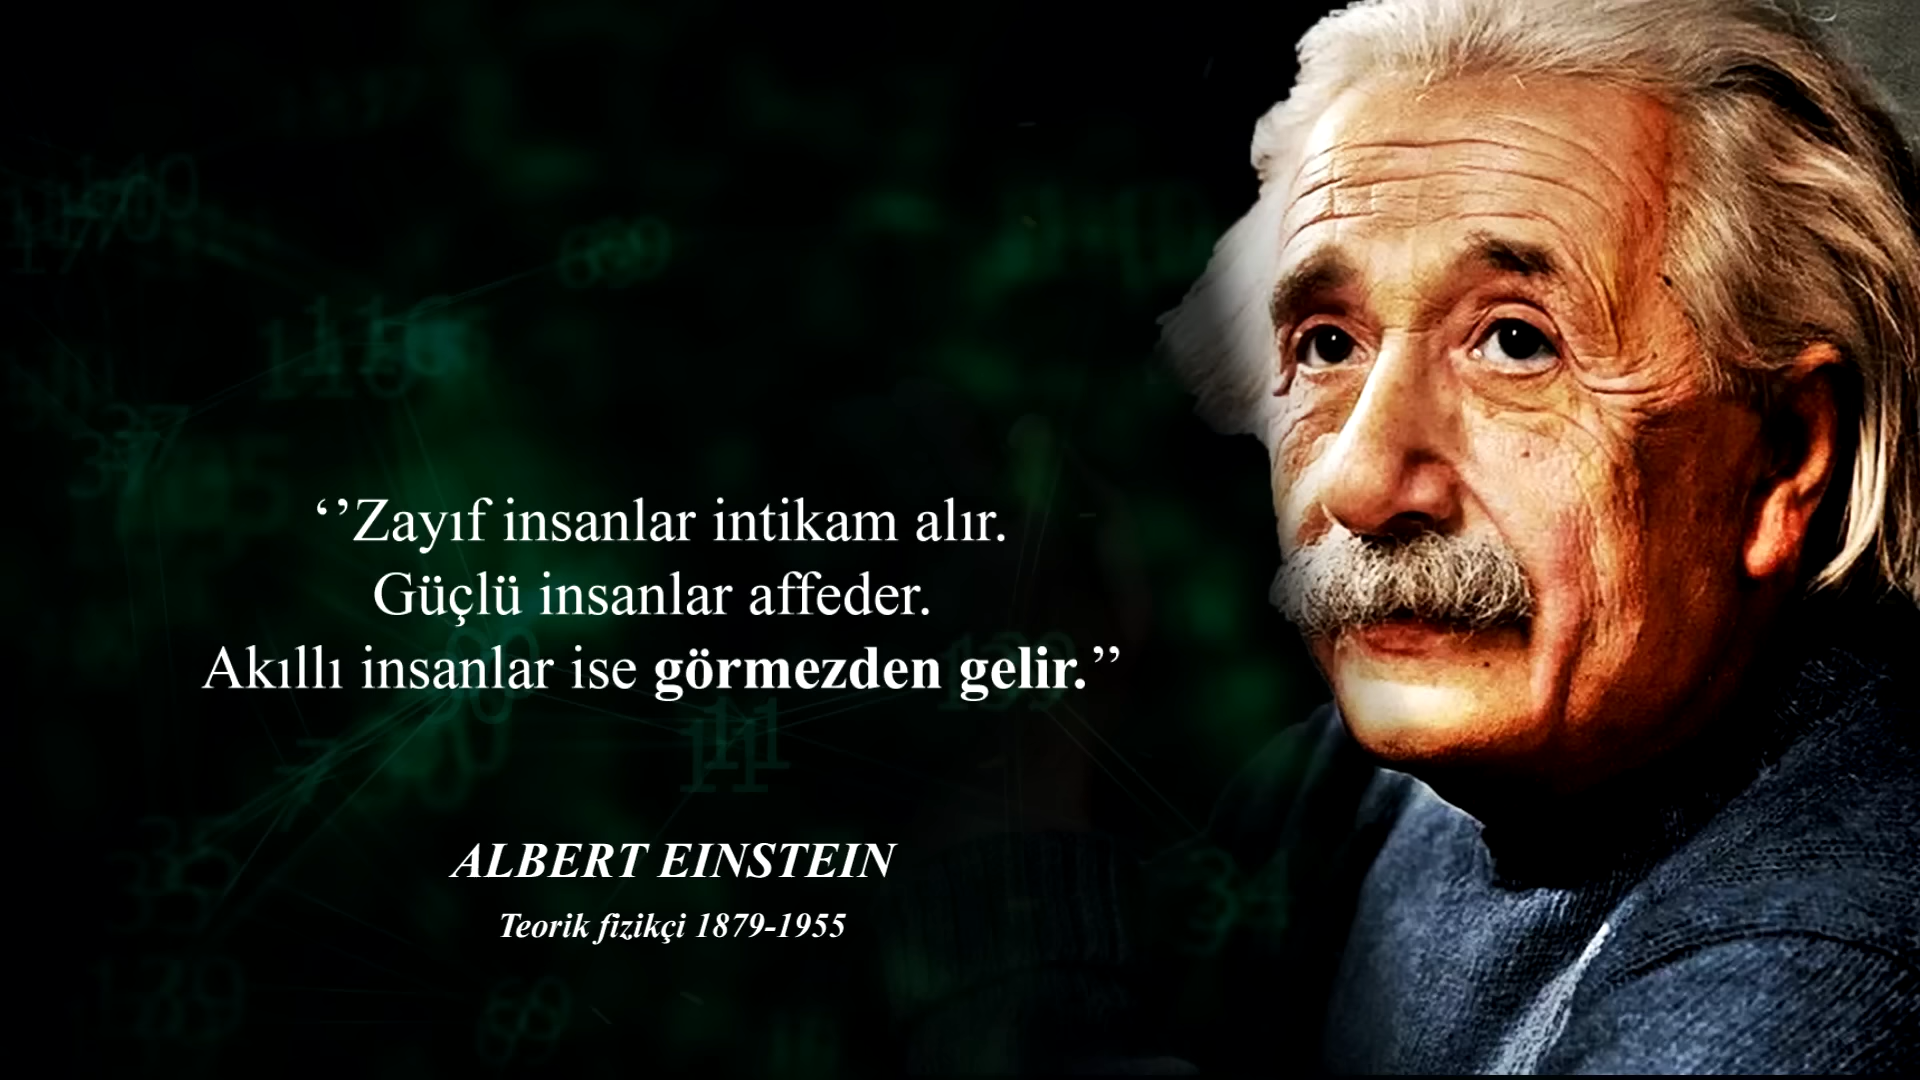 ‘’Zayıf insanlar intikam alır.
Güçlü insanlar affeder.
Akıllı insanlar ise görmezden gelir.’’
ALBERT EINSTEIN
Teorik fizikçi 1879-1955